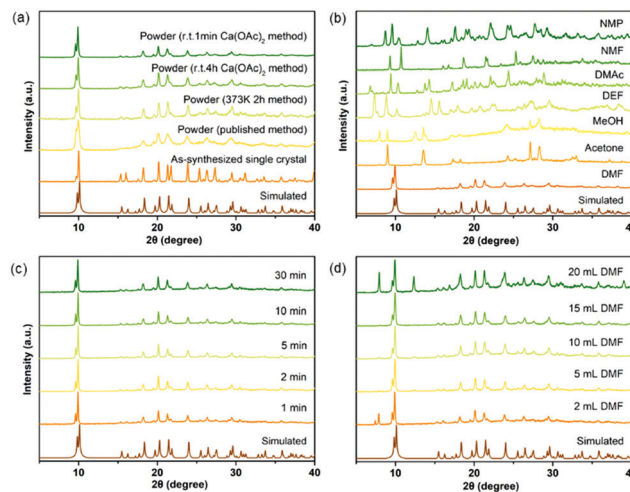 (a)
Powder (r.t.1min Ca(OAc)₂ method)
Powder (r.t.4h Ca(OAc)₂ method)
Powder (373K 2h method)
Powder (published method)
As-synthesized single crystal
Simulated
Intensity (a.u.)
10 20 30 40
2θ (degree)
(b)
NMP
NMF
DMAc
DEF
MeOH
Acetone
DMF
Simulated
Intensity (a.u.)
10 20 30 40
2θ (degree)
(c)
30 min
10 min
5 min
2 min
1 min
Simulated
Intensity (a.u.)
10 20 30 40
2θ (degree)
(d)
20 mL DMF
15 mL DMF
10 mL DMF
5 mL DMF
2 mL DMF
Simulated
Intensity (a.u.)
10 20 30 40
2θ (degree)